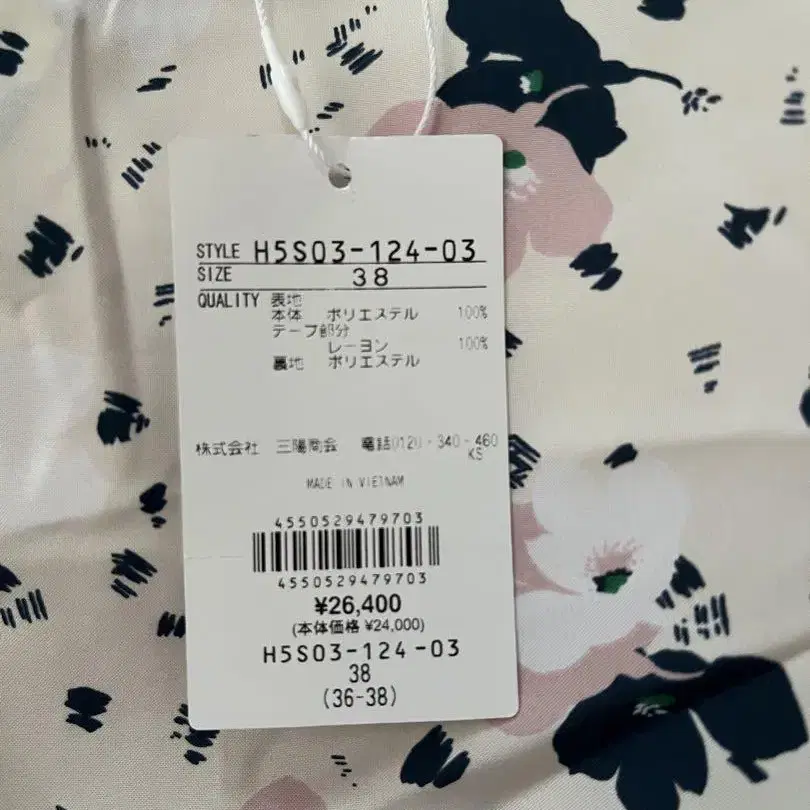 STYLE H5S03-124-03
SIZE 38
QUALITY 表地
本体 ポリエステル 100%
テープ部分
レーヨン 100%
裏地 ポリエステル
株式会社 三陽商会 電話0120-340-460
KS
MADE IN VIETNAM
4550529479703
4550529479703
¥26,400
(本体価格 ¥24,000)
H5S03-124-03
38
(36-38)